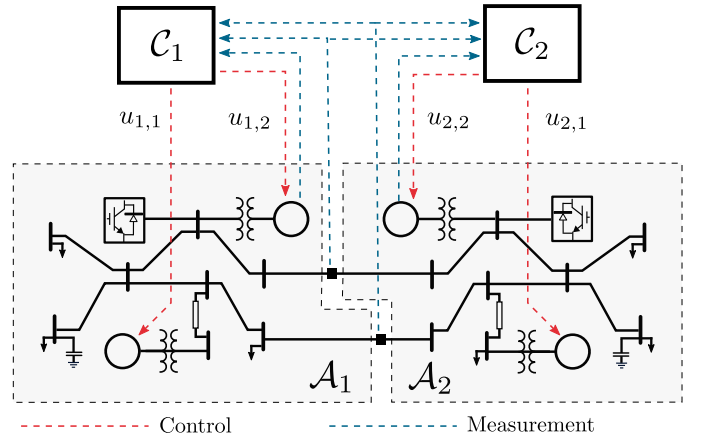 𝒞₁ 𝒞₂
u₁,₁ u₁,₂ u₂,₂ u₂,₁
𝒜₁ 𝒜₂
Control Measurement